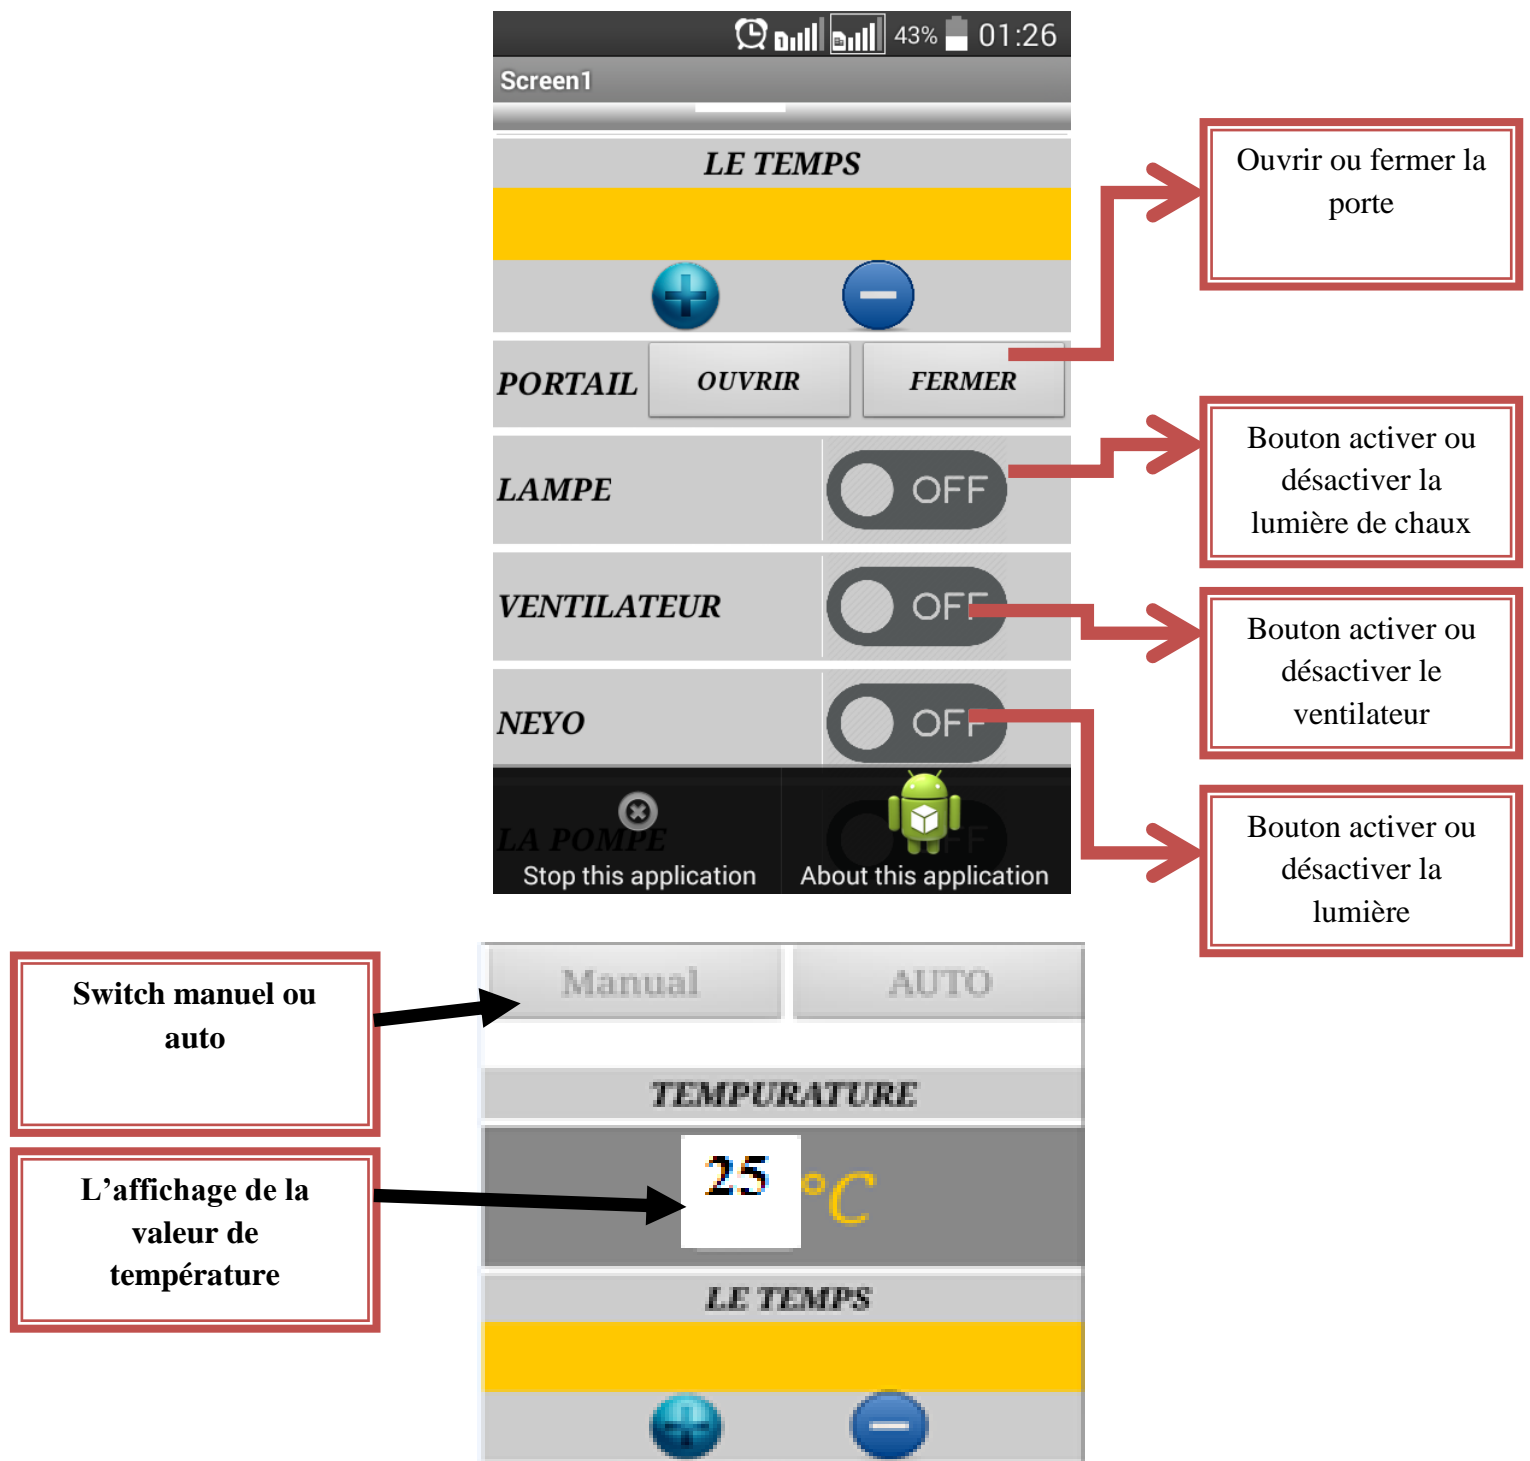 43% 01:26
Screen1
LE TEMPS
Ouvrir ou fermer la
porte
PORTAIL OUVRIR FERMER
LAMPE OFF
Bouton activer ou
désactiver la
lumière de chaux
VENTILATEUR OFF
Bouton activer ou
désactiver le
ventilateur
NEYO OFF
LA POMPE OFF
Stop this application About this application
Bouton activer ou
désactiver la
lumière
Switch manuel ou
auto
Manual AUTO
TEMPURATURE
25 °C
L'affichage de la
valeur de
température
LE TEMPS